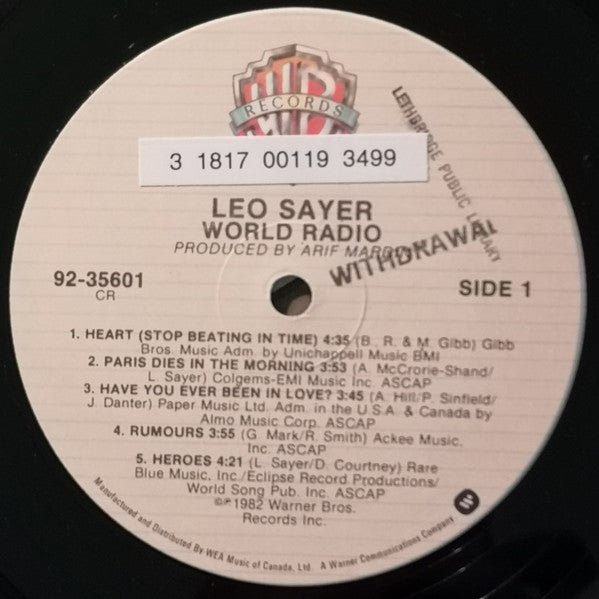 RECORDS
3 1817 00119 3499
LETHBRIDGE PUBLIC LIBRARY
WITHDRAWAL
LEO SAYER
WORLD RADIO
PRODUCED BY ARIF
92-35601
CR
SIDE 1
1. HEART (STOP BEATING IN TIME) 4:35 (B., R. & M. Gibb) Gibb
Bros. Music Adm. by Unichappell Music BMI
2. PARIS DIES IN THE MORNING 3:53 (A. McCrorie-Shand/
L. Sayer) Colgems-EMI Music Inc. ASCAP
3. HAVE YOU EVER BEEN IN LOVE? 3:45 (A. Hill/P. Sinfield/
J. Danter) Paper Music Ltd. Adm. in the U.S.A. & Canada by
Almo Music Corp. ASCAP
4. RUMOURS 3:55 (G. Mark/R. Smith) Ackee Music,
Inc. ASCAP
5. HEROES 4:21 (L. Sayer/D. Courtney) Rare
Blue Music, Inc./Eclipse Record Productions/
World Song Pub. Inc. ASCAP
©℗1982 Warner Bros.
Records Inc.
Manufactured and Distributed By WEA Music of Canada, Ltd. A Warner Communications Company